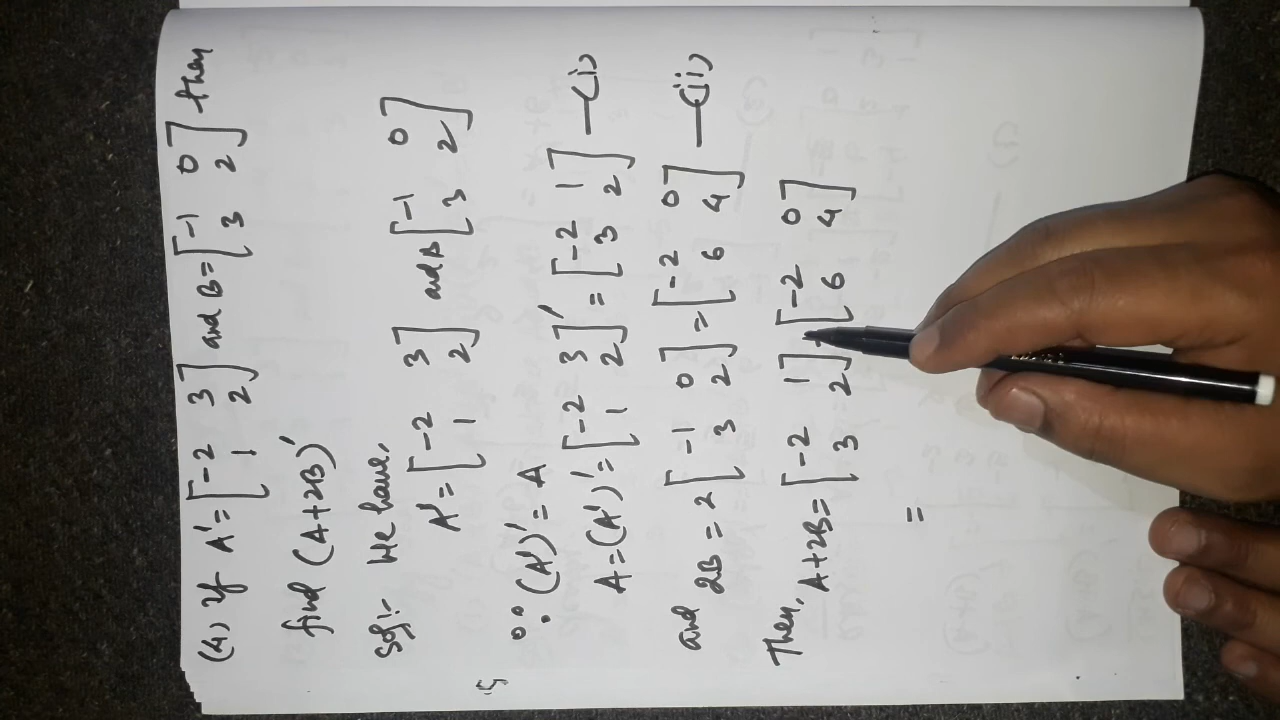 (4) If A' = [-2 3 and B = [-1 0 then
1 2] 3 2]
find (A+2B)'
Sol:- We have,
A' = [-2 3 and B [-1 0
1 2] 3 2]
∵ (A')' = A
A = (A')' = [-2 3 ' = [-2 1 —(i)
1 2] 3 2]
and 2B = 2 [-1 0 = [-2 0 —(ii)
3 2] 6 4]
Then, A+2B = [-2 1 + [-2 0
3 2] 6 4]
=